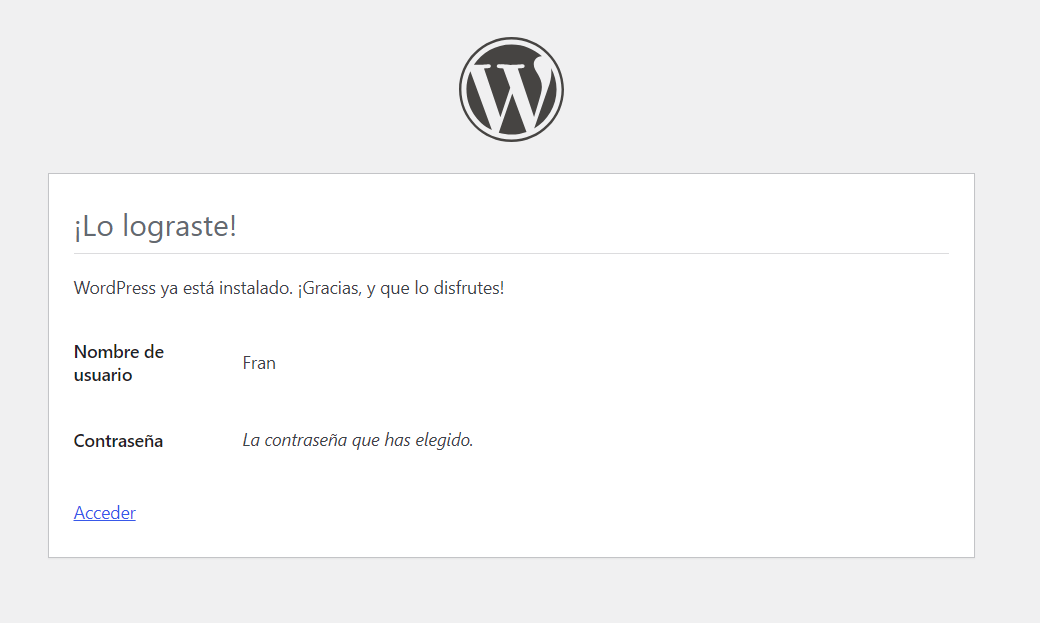 ¡Lo lograste!
WordPress ya está instalado. ¡Gracias, y que lo disfrutes!
Nombre de
usuario
Fran
Contraseña
La contraseña que has elegido.
Acceder